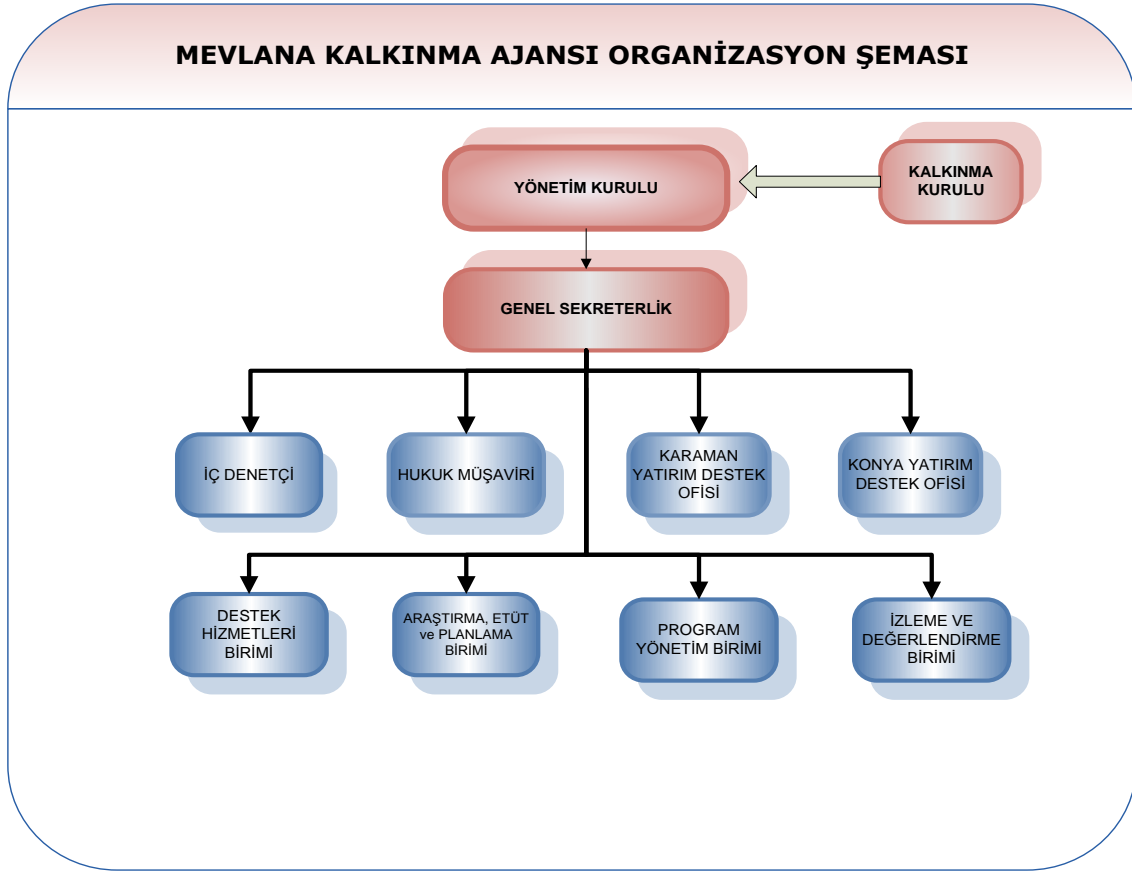 MEVLANA KALKINMA AJANSI ORGANİZASYON ŞEMASI
YÖNETİM KURULU
KALKINMA
KURULU
GENEL SEKRETERLİK
İÇ DENETÇİ
HUKUK MÜŞAVİRİ
KARAMAN
YATIRIM DESTEK
OFİSİ
KONYA YATIRIM
DESTEK OFİSİ
DESTEK
HİZMETLERİ
BİRİMİ
ARAŞTIRMA, ETÜT
ve PLANLAMA
BİRİMİ
PROGRAM
YÖNETİM BİRİMİ
İZLEME VE
DEĞERLENDİRME
BİRİMİ